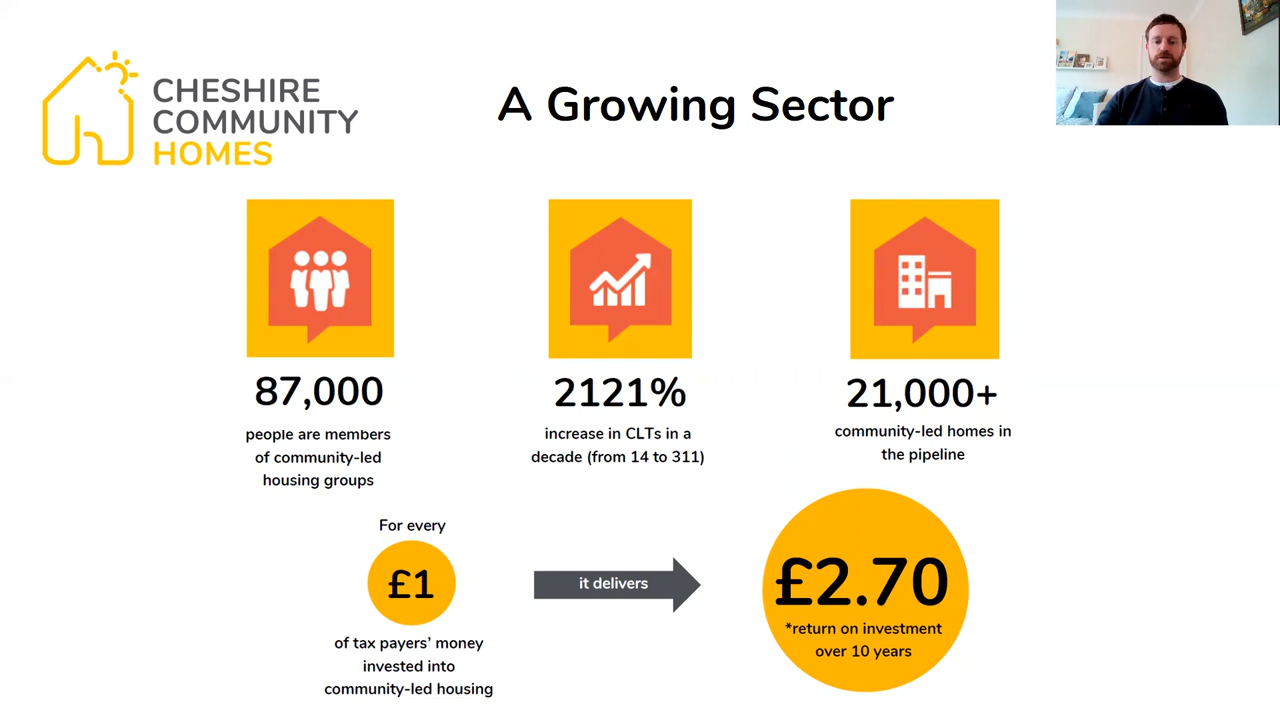 CHESHIRE
COMMUNITY
HOMES
A Growing Sector
87,000
people are members
of community-led
housing groups
2121%
increase in CLTs in a
decade (from 14 to 311)
21,000+
community-led homes in
the pipeline
For every
£1
of tax payers’ money
invested into
community-led housing
it delivers
£2.70
*return on investment
over 10 years